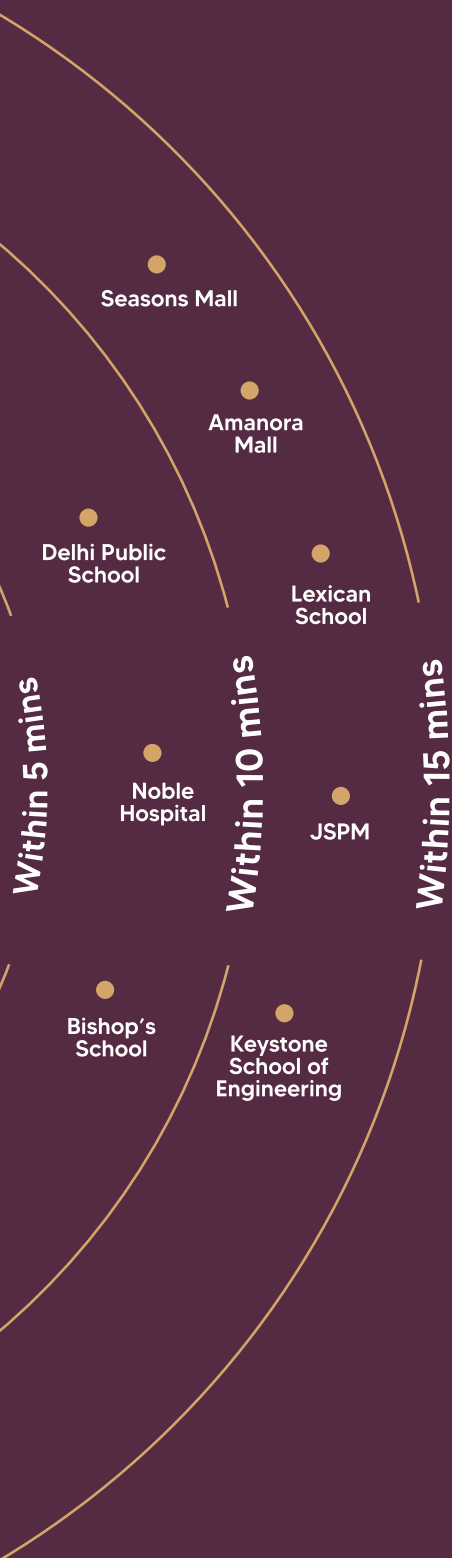 Seasons Mall
Amanora
Mall
Delhi Public
School
Lexican
School
Within 5 mins
Within 10 mins
Within 15 mins
Noble
Hospital
JSPM
Bishop's
School
Keystone
School of
Engineering